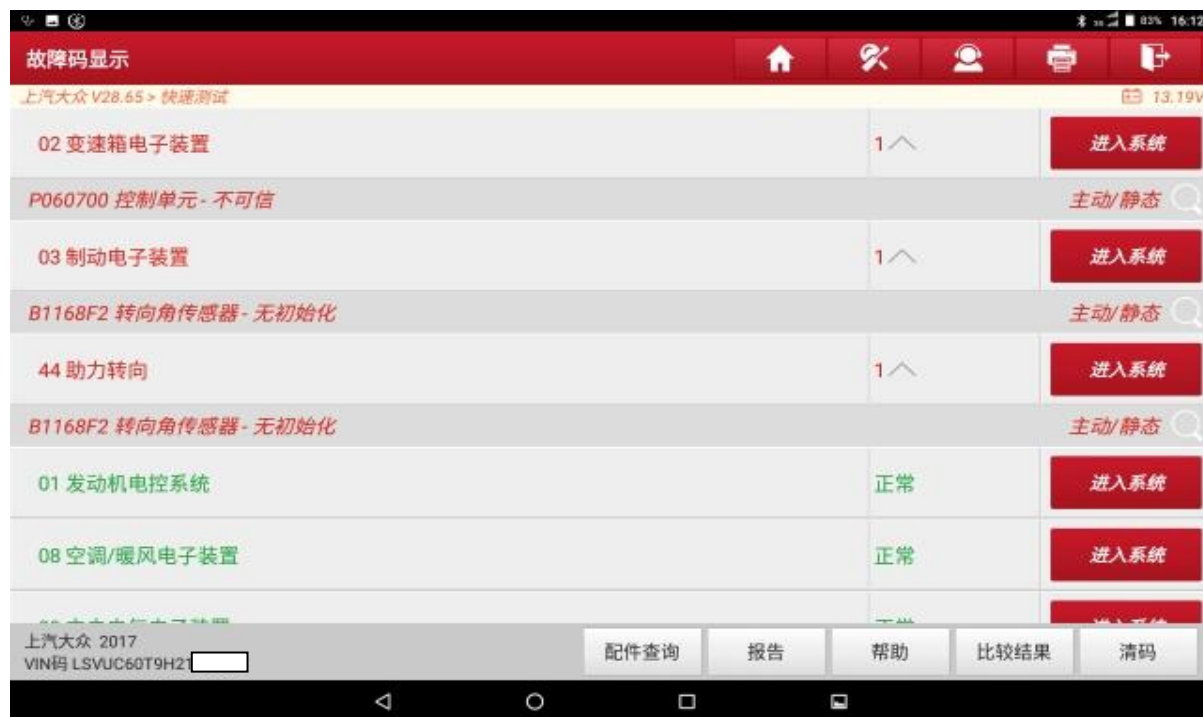 83% 16:12
故障码显示
上汽大众 V28.65 > 快速测试 13.19V
02 变速箱电子装置 1 进入系统
P060700 控制单元 - 不可信 主动/静态
03 制动电子装置 1 进入系统
B1168F2 转向角传感器 - 无初始化 主动/静态
44 助力转向 1 进入系统
B1168F2 转向角传感器 - 无初始化 主动/静态
01 发动机电控系统 正常 进入系统
08 空调/暖风电子装置 正常 进入系统
上汽大众 2017
VIN码 LSVUC60T9H21
配件查询 报告 帮助 比较结果 清码